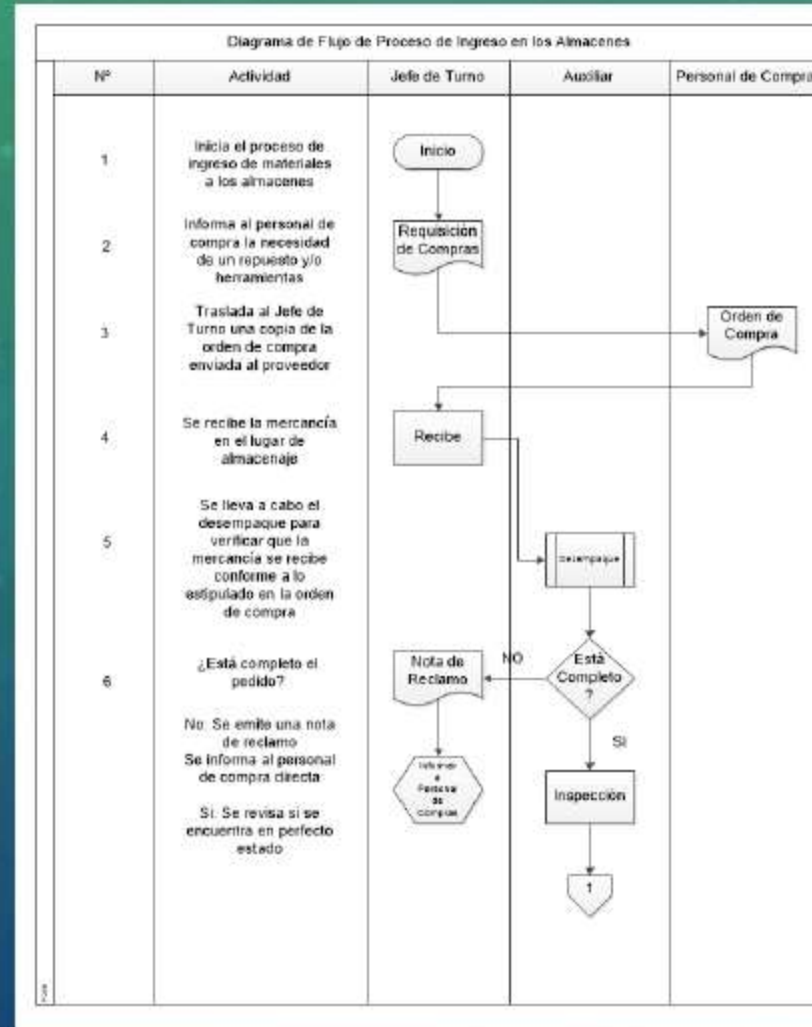 Diagrama de Flujo de Proceso de Ingreso en los Almacenes
Nº
Actividad
Jefe de Turno
Auxiliar
Personal de Compra
1
Inicia el proceso de
ingreso de materiales
a los almacenes
Inicio
2
Informa al personal de
compra la necesidad
de un repuesto y/o
herramientas
Requisición
de Compras
3
Traslada al Jefe de
Turno una copia de la
orden de compra
enviada al proveedor
Orden de
Compra
4
Se recibe la mercancía
en el lugar de
almacenaje
Recibe
5
Se lleva a cabo el
desempaque para
verificar que la
mercancía se recibe
conforme a lo
estipulado en la orden
de compra
Desempaque
6
¿Está completo el
pedido?
No: Se emite una nota
de reclamo
Se informa al personal
de compra directa
Si: Se revisa si se
encuentra en perfecto
estado
Nota de
Reclamo
NO
Está
Completo
?
Si
Informar
a
Personal
de
Compras
Inspección
1